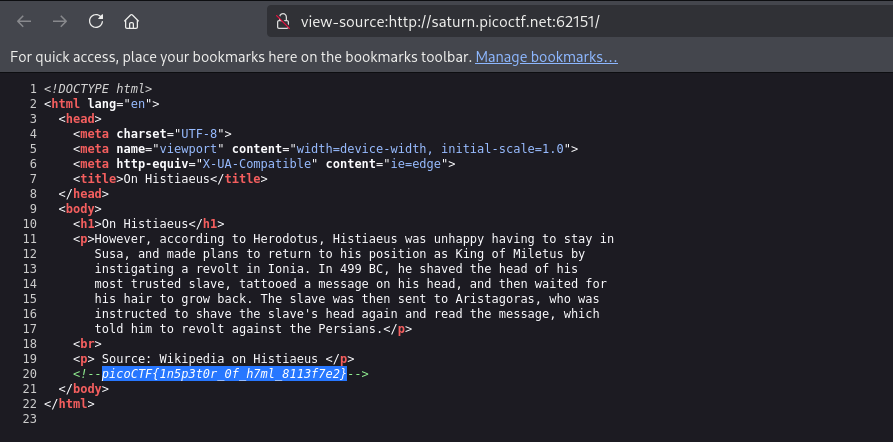 view-source:http://saturn.picoctf.net:62151/
For quick access, place your bookmarks here on the bookmarks toolbar. Manage bookmarks…
1 <!DOCTYPE html>
2 <html lang="en">
3   <head>
4     <meta charset="UTF-8">
5     <meta name="viewport" content="width=device-width, initial-scale=1.0">
6     <meta http-equiv="X-UA-Compatible" content="ie=edge">
7     <title>On Histiaeus</title>
8   </head>
9   <body>
10     <h1>On Histiaeus</h1>
11     <p>However, according to Herodotus, Histiaeus was unhappy having to stay in
12        Susa, and made plans to return to his position as King of Miletus by
13        instigating a revolt in Ionia. In 499 BC, he shaved the head of his
14        most trusted slave, tattooed a message on his head, and then waited for
15        his hair to grow back. The slave was then sent to Aristagoras, who was
16        instructed to shave the slave's head again and read the message, which
17        told him to revolt against the Persians.</p>
18     <br>
19     <p> Source: Wikipedia on Histiaeus </p>
20     <!--picoCTF{1n5p3t0r_0f_h7ml_8113f7e2}-->
21   </body>
22 </html>
23